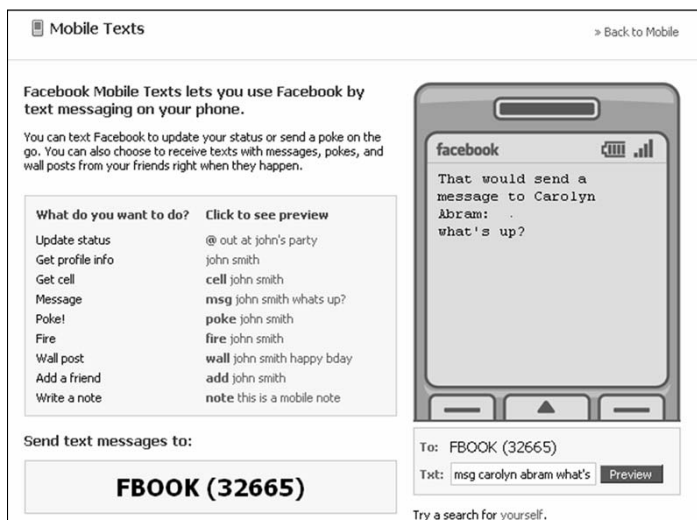 Mobile Texts
» Back to Mobile
Facebook Mobile Texts lets you use Facebook by
text messaging on your phone.
You can text Facebook to update your status or send a poke on the
go. You can also choose to receive texts with messages, pokes, and
wall posts from your friends right when they happen.
What do you want to do? Click to see preview
Update status @ out at john's party
Get profile info john smith
Get cell cell john smith
Message msg john smith whats up?
Poke! poke john smith
Fire fire john smith
Wall post wall john smith happy bday
Add a friend add john smith
Write a note note this is a mobile note
Send text messages to:
FBOOK (32665)
facebook
That would send a
message to Carolyn
Abram: .
what's up?
To: FBOOK (32665)
Txt: msg carolyn abram what's Preview
Try a search for yourself.